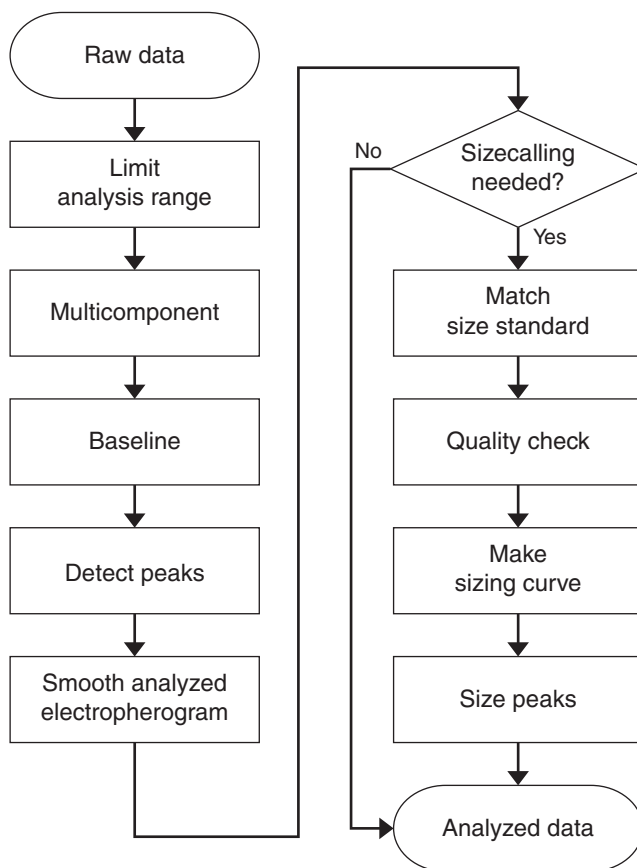 Raw data
Limit
analysis range
Multicomponent
Baseline
Detect peaks
Smooth analyzed
electropherogram
Sizecalling
needed?
No
Yes
Match
size standard
Quality check
Make
sizing curve
Size peaks
Analyzed data